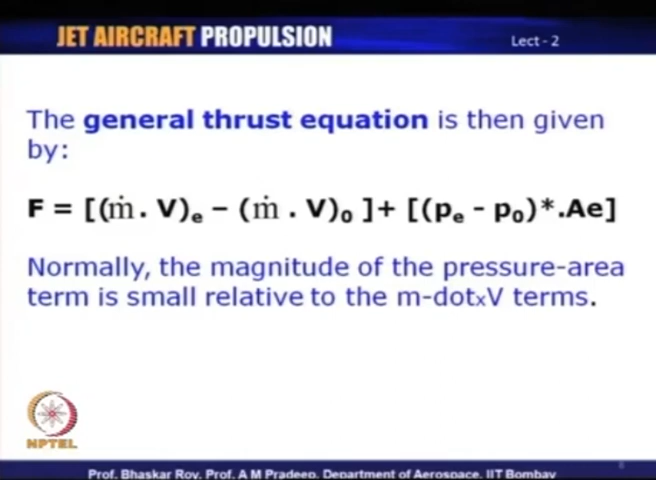 JET AIRCRAFT PROPULSION
Lect - 2
The general thrust equation is then given
by:
F = [(ṁ . V)ₑ – (ṁ . V)₀ ]+ [(pₑ - p₀)*.Ae]
Normally, the magnitude of the pressure-area
term is small relative to the m-dotₓV terms.
NPTEL
8
Prof. Bhaskar Roy, Prof. A M Pradeep, Department of Aerospace, IIT Bombay